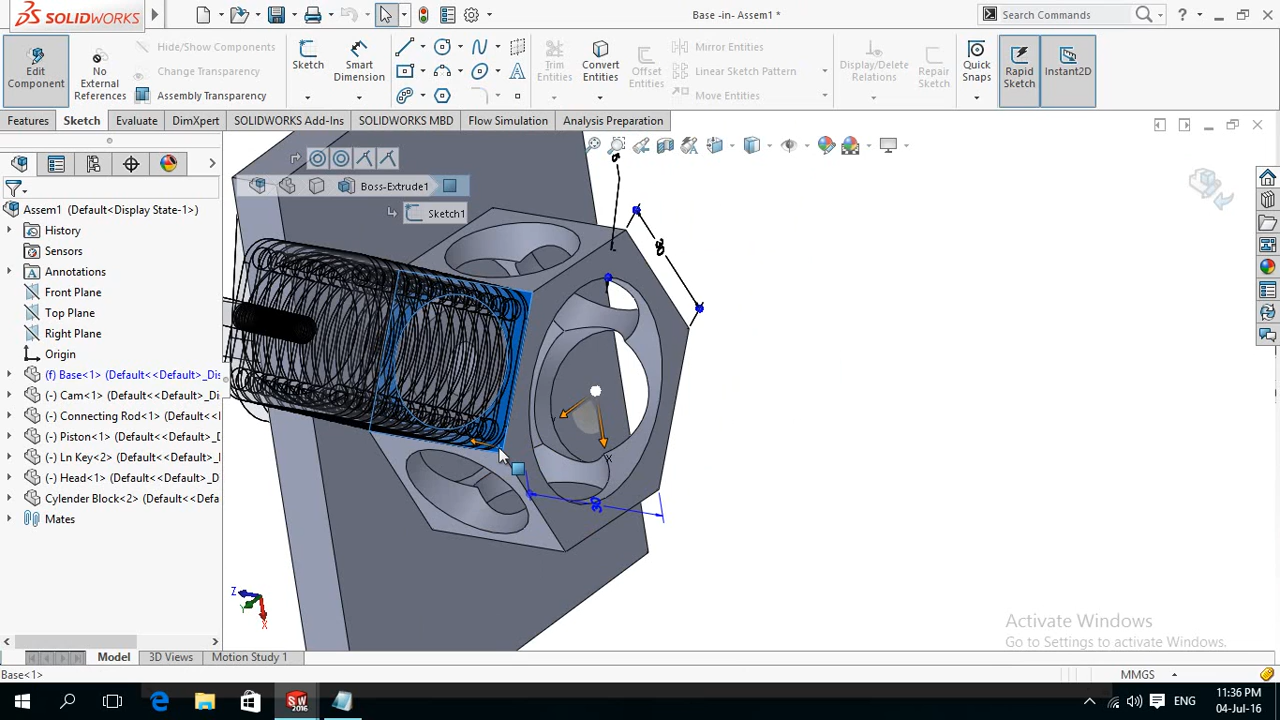 SOLIDWORKS
Base -in- Assem1 *
Search Commands
Edit Component
No External References
Hide/Show Components
Change Transparency
Assembly Transparency
Sketch
Smart Dimension
Trim Entities
Convert Entities
Offset Entities
Mirror Entities
Linear Sketch Pattern
Move Entities
Display/Delete Relations
Repair Sketch
Quick Snaps
Rapid Sketch
Instant2D
Features
Sketch
Evaluate
DimXpert
SOLIDWORKS Add-Ins
SOLIDWORKS MBD
Flow Simulation
Analysis Preparation
Boss-Extrude1
Sketch1
Assem1 (Default<Display State-1>)
History
Sensors
Annotations
Front Plane
Top Plane
Right Plane
Origin
(f) Base<1> (Default<<Default>_Dis
(-) Cam<1> (Default<<Default>_Dis
(-) Connecting Rod<1> (Default<<
(-) Piston<1> (Default<<Default>_D
(-) Ln Key<2> (Default<<Default>_
(-) Head<1> (Default<<Default>_Di
Cylender Block<2> (Default<<Defa
Mates
8
30
X
Z
Y
X
Activate Windows
Go to Settings to activate Windows.
Model
3D Views
Motion Study 1
Base<1>
MMGS
SW 2016
ENG
11:36 PM
04-Jul-16